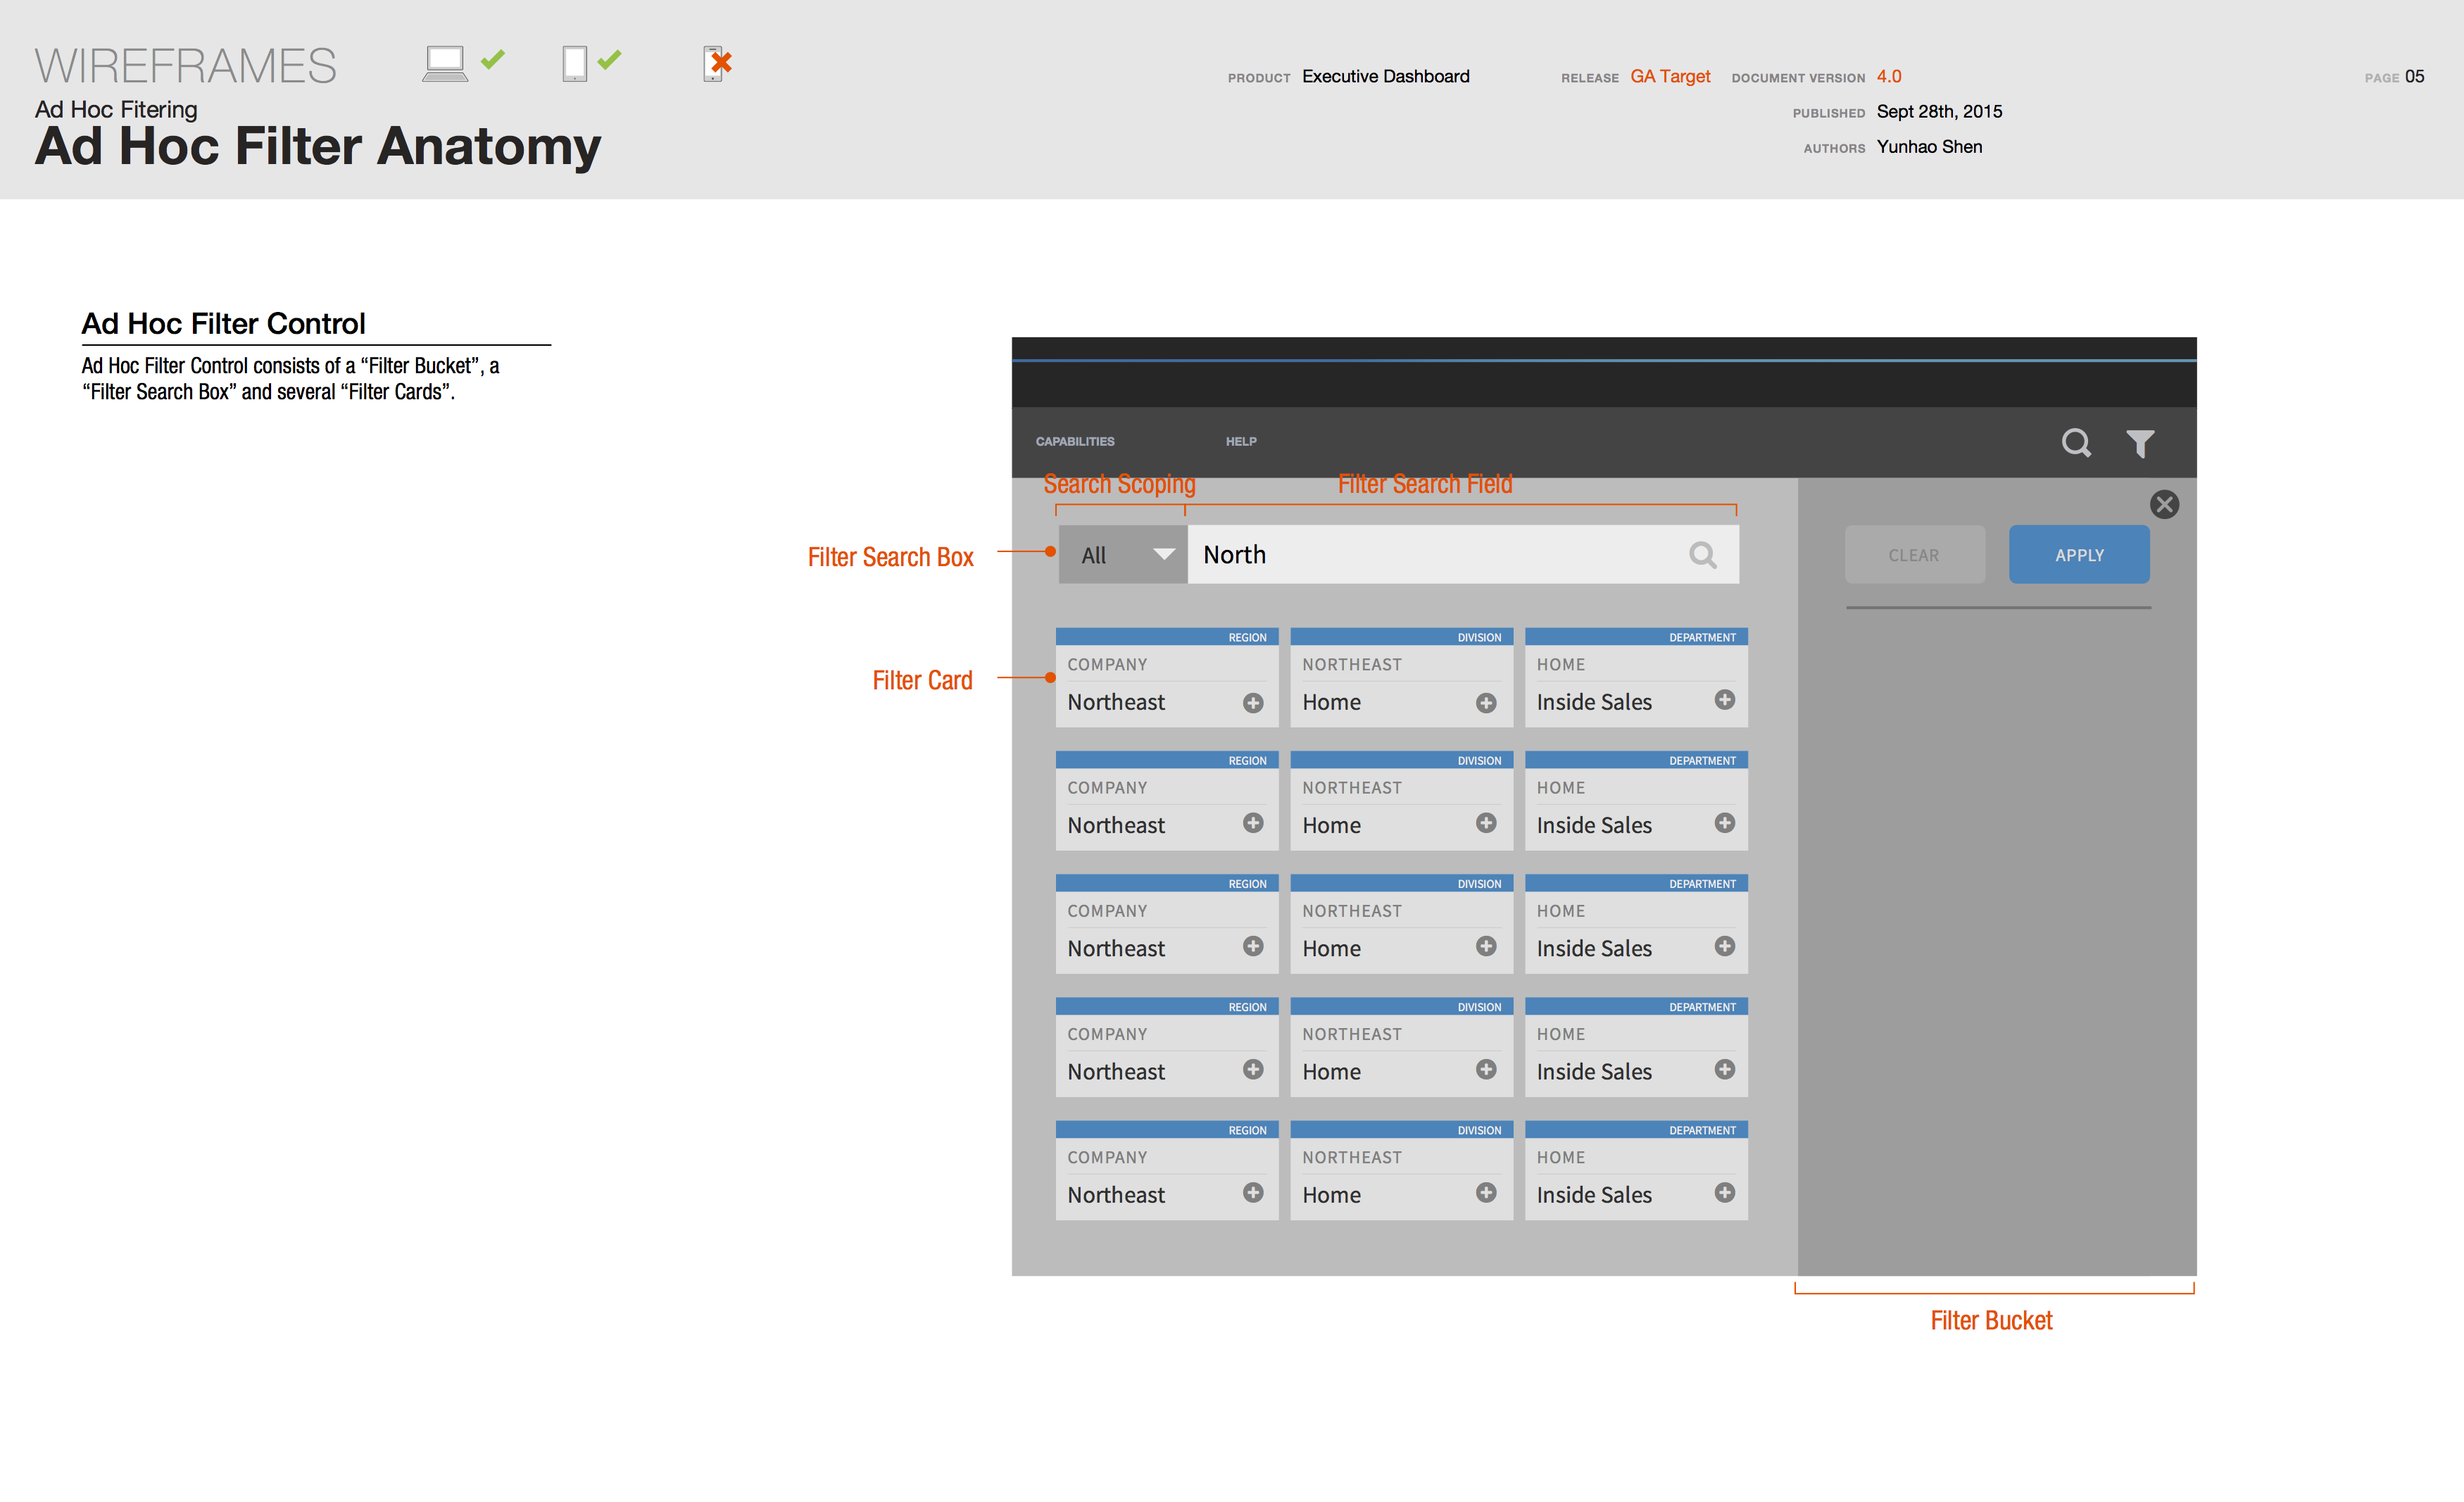 WIREFRAMES
Ad Hoc Fitering
Ad Hoc Filter Anatomy
PRODUCT Executive Dashboard
RELEASE GA Target
DOCUMENT VERSION 4.0
PUBLISHED Sept 28th, 2015
AUTHORS Yunhao Shen
PAGE 05
Ad Hoc Filter Control
Ad Hoc Filter Control consists of a “Filter Bucket”, a
“Filter Search Box” and several “Filter Cards”.
CAPABILITIES HELP
Search Scoping Filter Search Field
Filter Search Box
All North
CLEAR APPLY
Filter Card
REGION DIVISION DEPARTMENT
COMPANY NORTHEAST HOME
Northeast Home Inside Sales
REGION DIVISION DEPARTMENT
COMPANY NORTHEAST HOME
Northeast Home Inside Sales
REGION DIVISION DEPARTMENT
COMPANY NORTHEAST HOME
Northeast Home Inside Sales
REGION DIVISION DEPARTMENT
COMPANY NORTHEAST HOME
Northeast Home Inside Sales
REGION DIVISION DEPARTMENT
COMPANY NORTHEAST HOME
Northeast Home Inside Sales
Filter Bucket